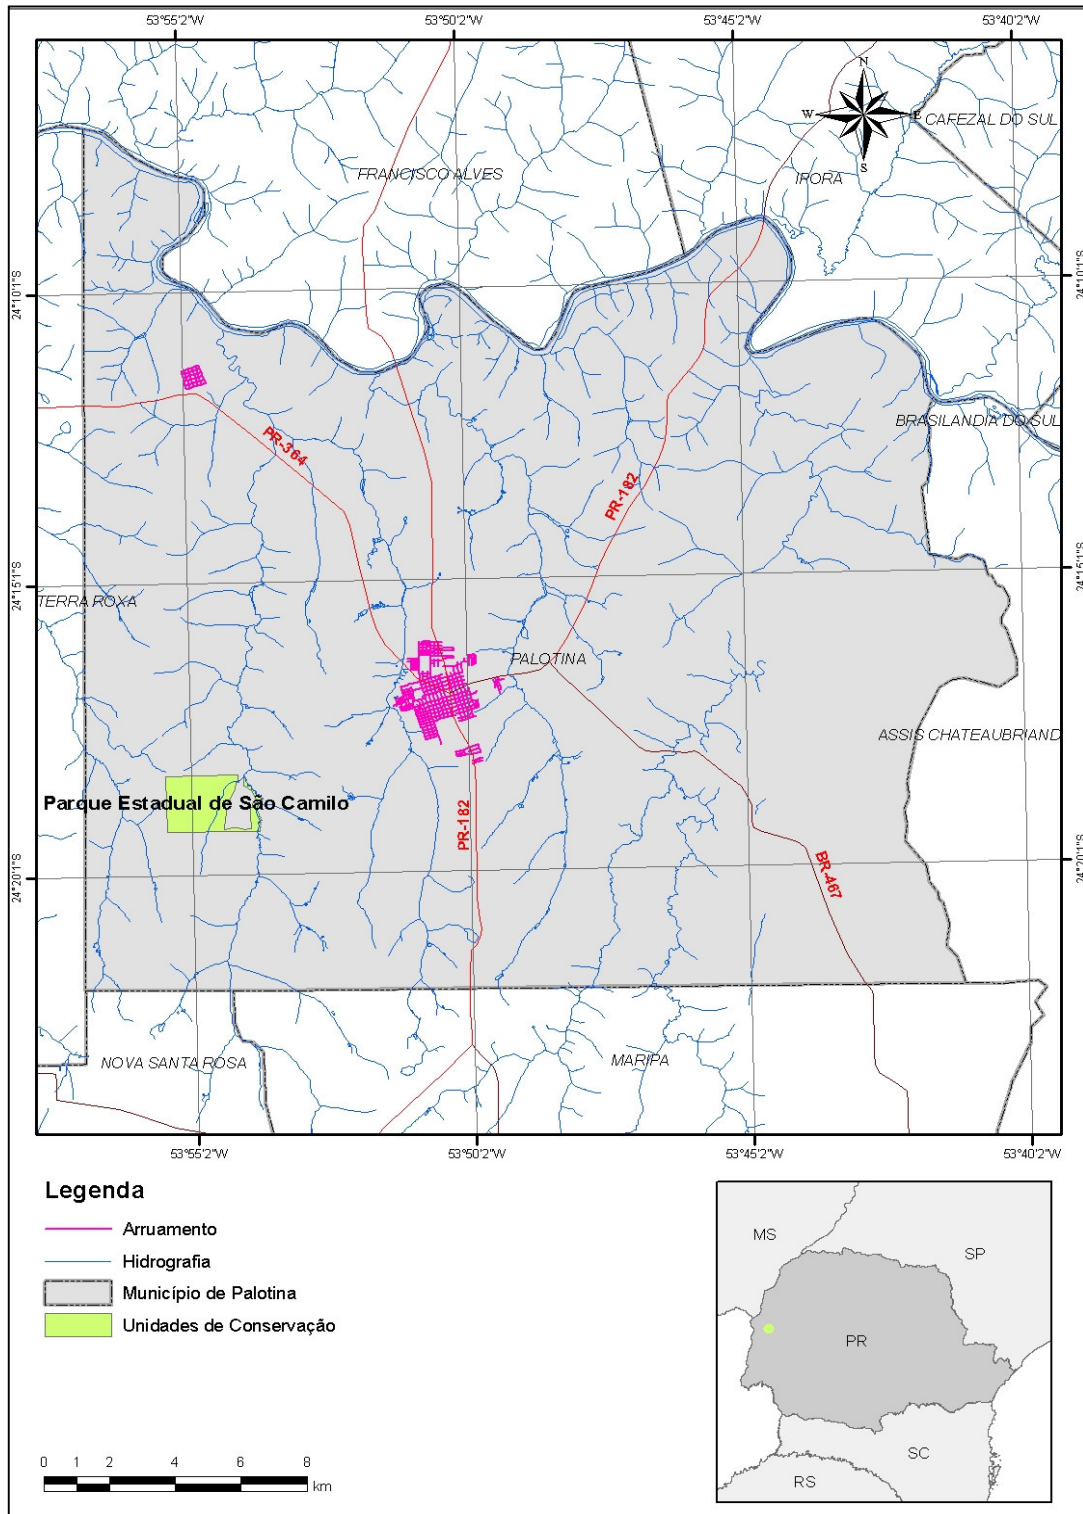 53°55'2"W
53°50'2"W
53°45'2"W
53°40'2"W
N
W
E
S
CAFEZAL DO SUL
FRANCISCO ALVES
IPORA
24°10'1"S
24°10'1"S
BRASILANDIA DO SUL
PR-364
PR-182
24°15'1"S
24°15'1"S
TERRA ROXA
PALOTINA
ASSIS CHATEAUBRIAND
Parque Estadual de São Camilo
PR-182
BR-467
24°20'1"S
24°20'1"S
NOVA SANTA ROSA
MARIPA
53°55'2"W
53°50'2"W
53°45'2"W
53°40'2"W
Legenda
Arruamento
Hidrografia
Município de Palotina
Unidades de Conservação
0 1 2 4 6 8
km
MS
SP
PR
SC
RS